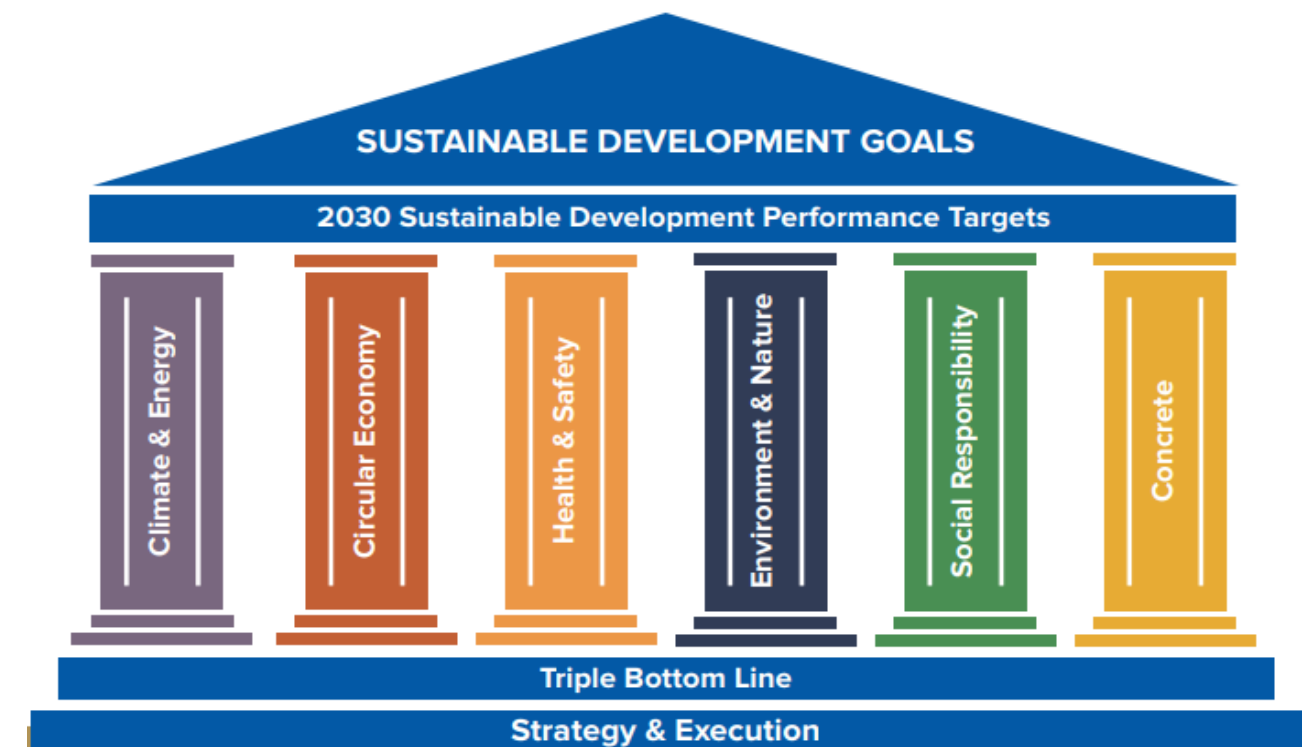 SUSTAINABLE DEVELOPMENT GOALS
2030 Sustainable Development Performance Targets
Climate & Energy
Circular Economy
Health & Safety
Environment & Nature
Social Responsibility
Concrete
Triple Bottom Line
Strategy & Execution